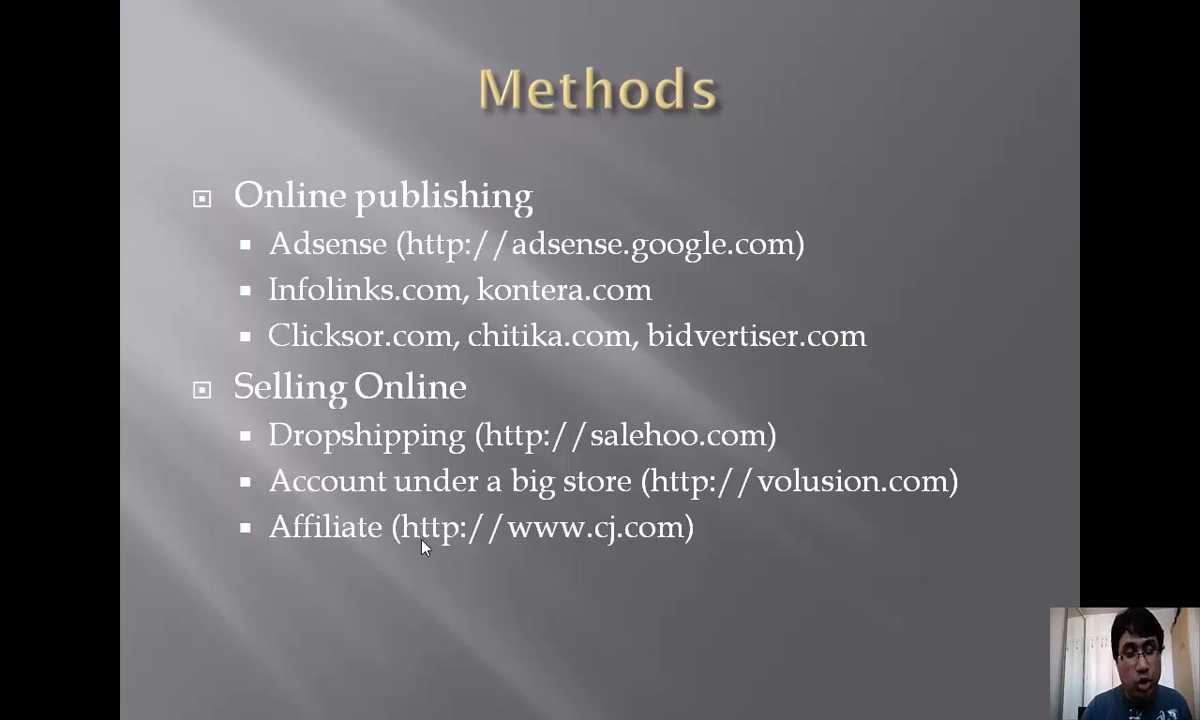 Methods
Online publishing
Adsense (http://adsense.google.com)
Infolinks.com, kontera.com
Clicksor.com, chitika.com, bidvertiser.com
Selling Online
Dropshipping (http://salehoo.com)
Account under a big store (http://volusion.com)
Affiliate (http://www.cj.com)